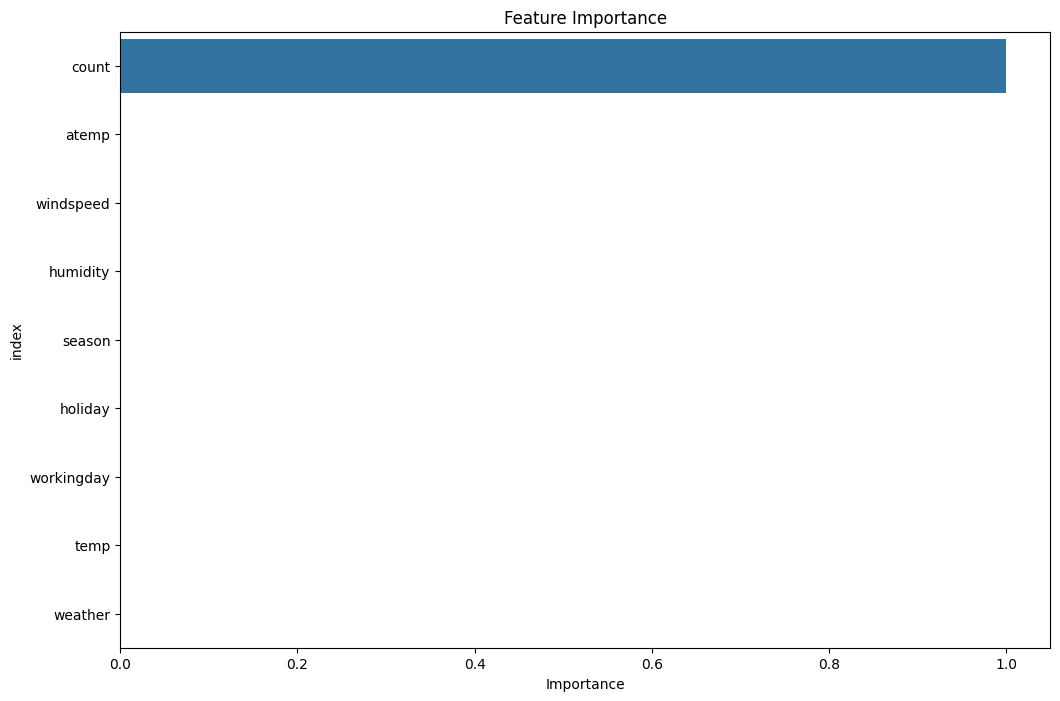 Feature Importance
count
atemp
windspeed
humidity
index
season
holiday
workingday
temp
weather
0.0 0.2 0.4 0.6 0.8 1.0
Importance